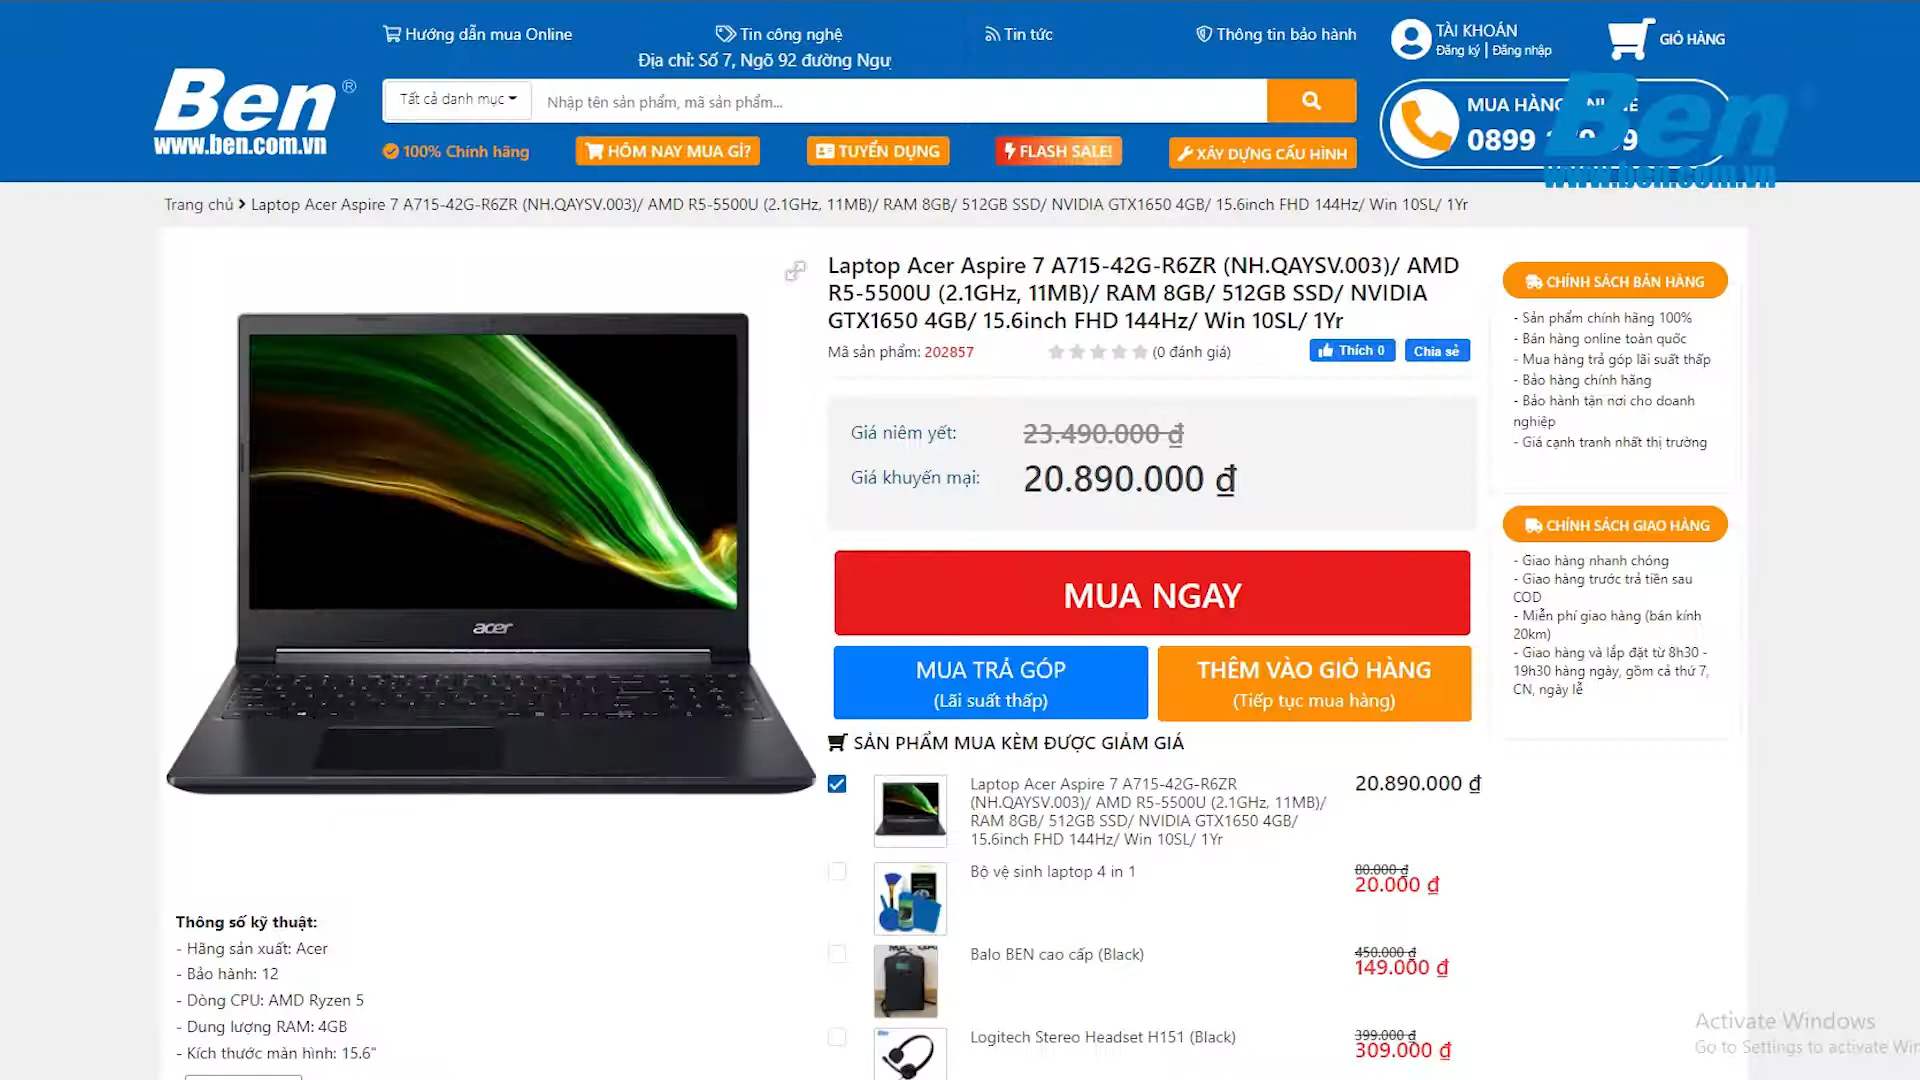 Hướng dẫn mua Online
Tin công nghệ
Tin tức
Thông tin bảo hành
TÀI KHOẢN
Đăng ký | Đăng nhập
GIỎ HÀNG
Địa chỉ: Số 7, Ngõ 92 đường Nguy
Ben®
www.ben.com.vn
Tất cả danh mục
Nhập tên sản phẩm, mã sản phẩm...
MUA HÀNG
0899
Ben
www.ben.com.vn
100% Chính hãng
HÔM NAY MUA GÌ?
TUYỂN DỤNG
FLASH SALE!
XÂY DỰNG CẤU HÌNH
Trang chủ > Laptop Acer Aspire 7 A715-42G-R6ZR (NH.QAYSV.003)/ AMD R5-5500U (2.1GHz, 11MB)/ RAM 8GB/ 512GB SSD/ NVIDIA GTX1650 4GB/ 15.6inch FHD 144Hz/ Win 10SL/ 1Yr
acer
Laptop Acer Aspire 7 A715-42G-R6ZR (NH.QAYSV.003)/ AMD
R5-5500U (2.1GHz, 11MB)/ RAM 8GB/ 512GB SSD/ NVIDIA
GTX1650 4GB/ 15.6inch FHD 144Hz/ Win 10SL/ 1Yr
Mã sản phẩm: 202857
(0 đánh giá)
Thích 0
Chia sẻ
Giá niêm yết: 23.490.000 ₫
Giá khuyến mại: 20.890.000 ₫
MUA NGAY
MUA TRẢ GÓP
(Lãi suất thấp)
THÊM VÀO GIỎ HÀNG
(Tiếp tục mua hàng)
SẢN PHẨM MUA KÈM ĐƯỢC GIẢM GIÁ
Laptop Acer Aspire 7 A715-42G-R6ZR
(NH.QAYSV.003)/ AMD R5-5500U (2.1GHz, 11MB)/
RAM 8GB/ 512GB SSD/ NVIDIA GTX1650 4GB/
15.6inch FHD 144Hz/ Win 10SL/ 1Yr
20.890.000 ₫
Bộ vệ sinh laptop 4 in 1
80.000 ₫
20.000 ₫
Balo BEN cao cấp (Black)
450.000 ₫
149.000 ₫
Logitech Stereo Headset H151 (Black)
399.000 ₫
309.000 ₫
CHÍNH SÁCH BÁN HÀNG
- Sản phẩm chính hãng 100%
- Bán hàng online toàn quốc
- Mua hàng trả góp lãi suất thấp
- Bảo hàng chính hãng
- Bảo hành tận nơi cho doanh
nghiệp
- Giá cạnh tranh nhất thị trường
CHÍNH SÁCH GIAO HÀNG
- Giao hàng nhanh chóng
- Giao hàng trước trả tiền sau
COD
- Miễn phí giao hàng (bán kính
20km)
- Giao hàng và lắp đặt từ 8h30 -
19h30 hàng ngày, gồm cả thứ 7,
CN, ngày lễ
Thông số kỹ thuật:
- Hãng sản xuất: Acer
- Bảo hành: 12
- Dòng CPU: AMD Ryzen 5
- Dung lượng RAM: 4GB
- Kích thước màn hình: 15.6"
Activate Windows
Go to Settings to activate Win